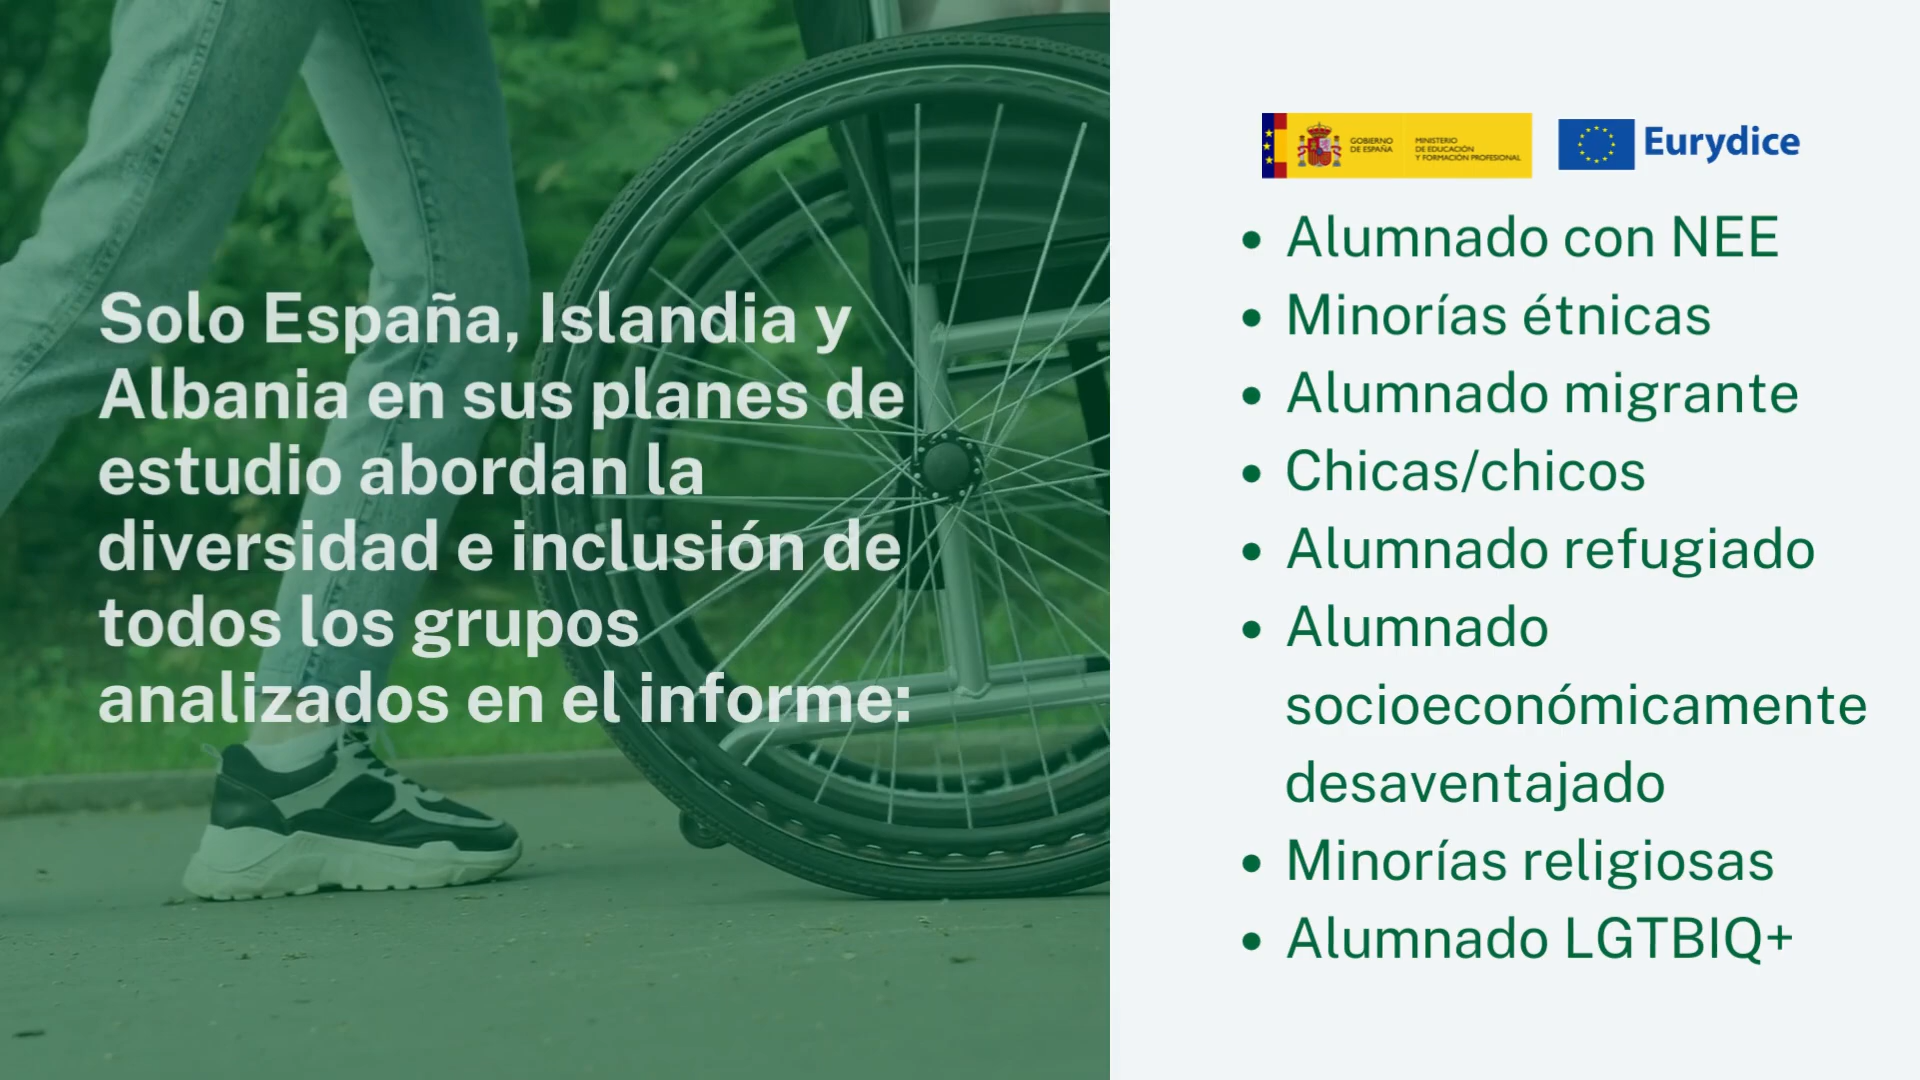 Solo España, Islandia y
Albania en sus planes de
estudio abordan la
diversidad e inclusión de
todos los grupos
analizados en el informe:
GOBIERNO
DE ESPAÑA
MINISTERIO
DE EDUCACIÓN
Y FORMACIÓN PROFESIONAL
Eurydice
• Alumnado con NEE
• Minorías étnicas
• Alumnado migrante
• Chicas/chicos
• Alumnado refugiado
• Alumnado
socioeconómicamente
desaventajado
• Minorías religiosas
• Alumnado LGTBIQ+